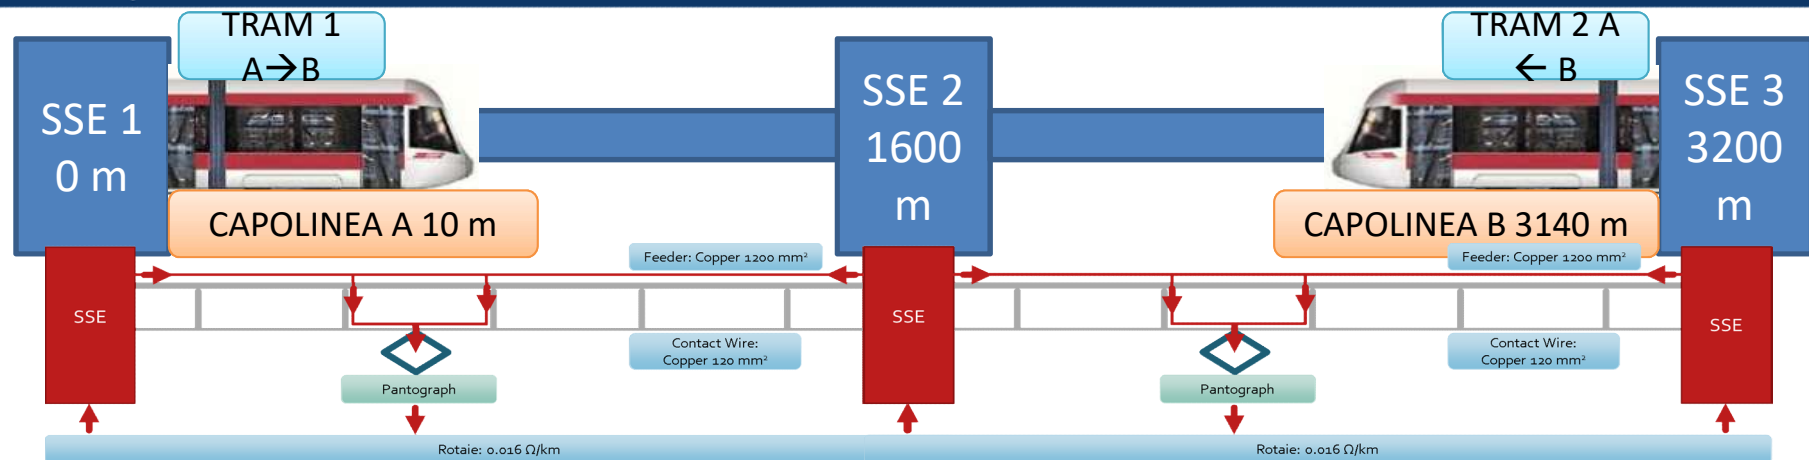 TRAM 1
A→B
TRAM 2 A
← B
SSE 1
0 m
SSE 2
1600
m
SSE 3
3200
m
CAPOLINEA A 10 m
CAPOLINEA B 3140 m
Feeder: Copper 1200 mm²
Feeder: Copper 1200 mm²
SSE
SSE
SSE
Contact Wire:
Copper 120 mm²
Contact Wire:
Copper 120 mm²
Pantograph
Pantograph
Rotaie: 0.016 Ω/km
Rotaie: 0.016 Ω/km